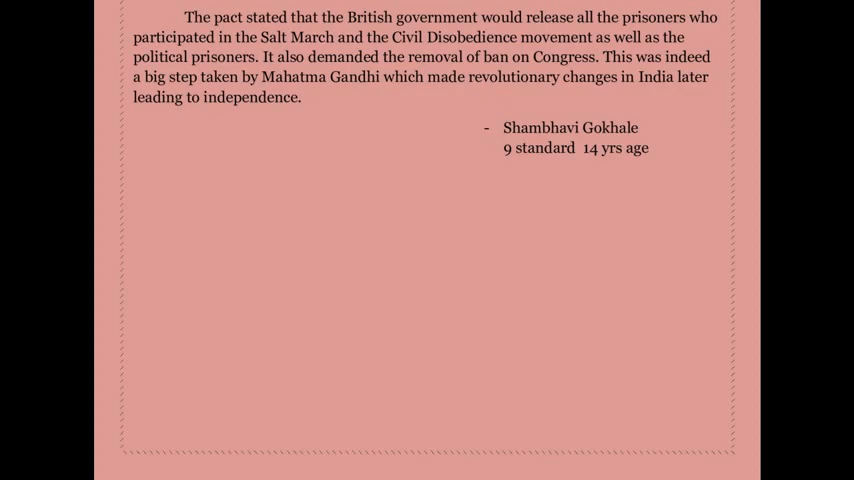 The pact stated that the British government would release all the prisoners who
participated in the Salt March and the Civil Disobedience movement as well as the
political prisoners. It also demanded the removal of ban on Congress. This was indeed
a big step taken by Mahatma Gandhi which made revolutionary changes in India later
leading to independence.
- Shambhavi Gokhale
9 standard 14 yrs age